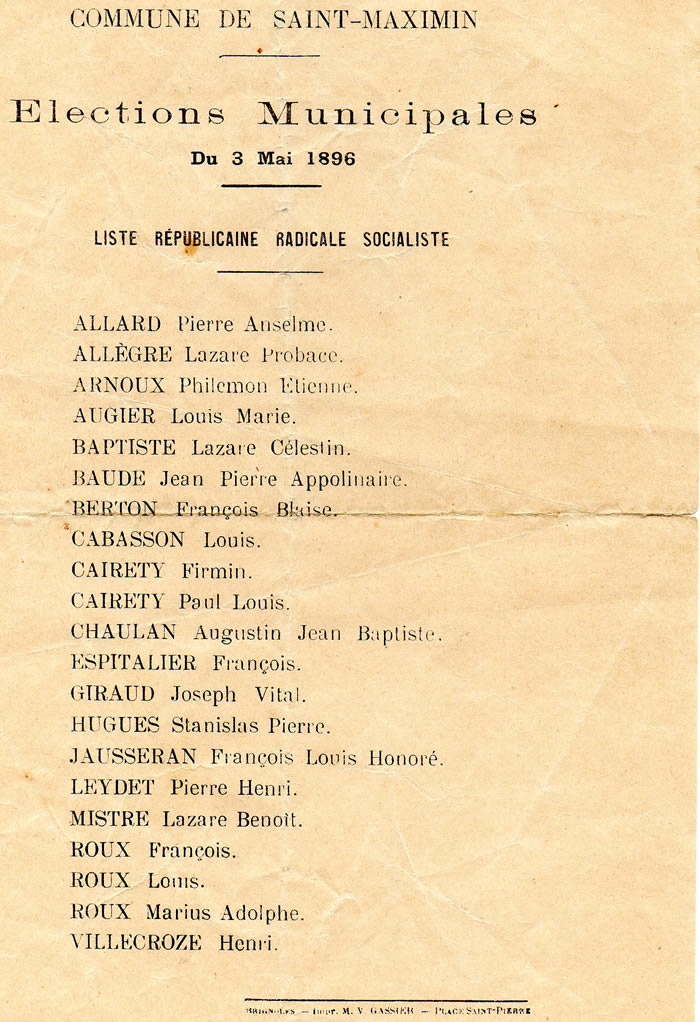 COMMUNE DE SAINT-MAXIMIN
Elections Municipales
Du 3 Mai 1896
LISTE RÉPUBLICAINE RADICALE SOCIALISTE
ALLARD Pierre Anselme.
ALLÈGRE Lazare Probace.
ARNOUX Philemon Etienne.
AUGIER Louis Marie.
BAPTISTE Lazare Célestin.
BAUDE Jean Pierre Appolinaire.
BERTON François Blaise.
CABASSON Louis.
CAIRETY Firmin.
CAIRETY Paul Louis.
CHAULAN Augustin Jean Baptiste.
ESPITALIER François.
GIRAUD Joseph Vital.
HUGUES Stanislas Pierre.
JAUSSERAN François Louis Honoré.
LEYDET Pierre Henri.
MISTRE Lazare Benoît.
ROUX François.
ROUX Louis.
ROUX Marius Adolphe.
VILLECROZE Henri.
BRIGNOLES — Impr. M. V. GASSIER — PLACE SAINT-PIERRE